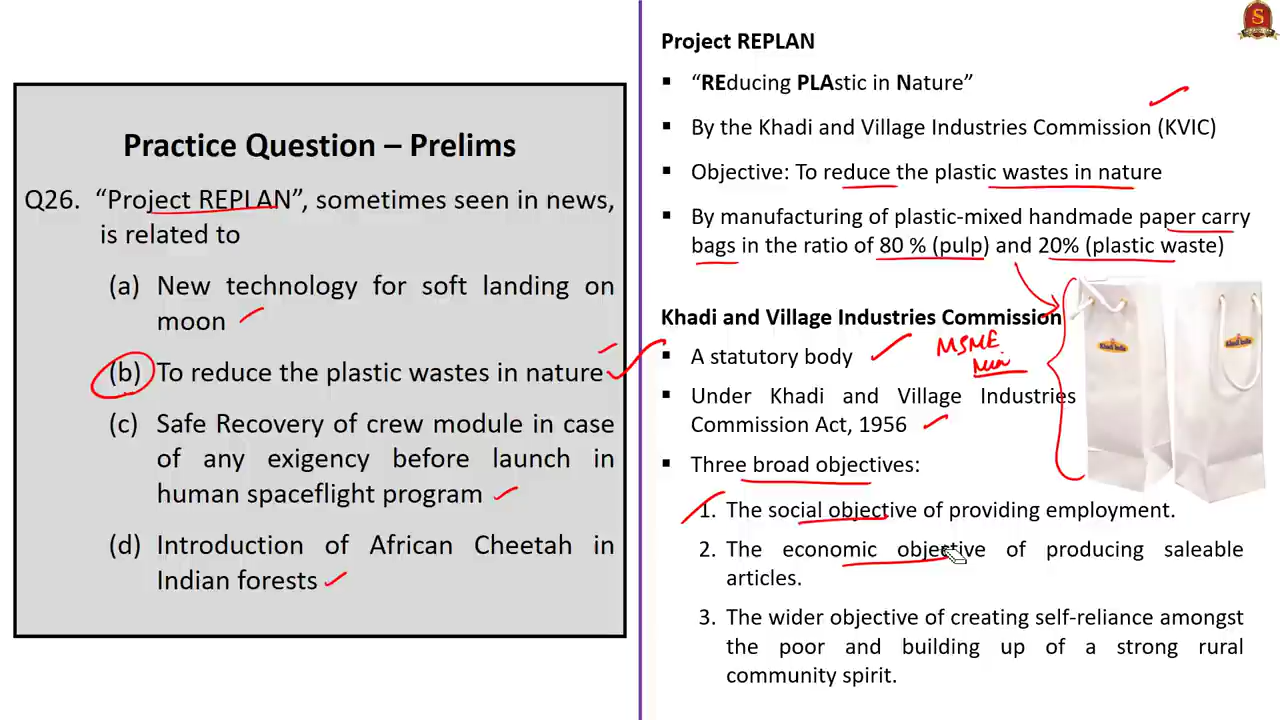 Practice Question – Prelims
Q26. “Project REPLAN”, sometimes seen in news,
is related to
(a) New technology for soft landing on
moon
(b) To reduce the plastic wastes in nature
(c) Safe Recovery of crew module in case
of any exigency before launch in
human spaceflight program
(d) Introduction of African Cheetah in
Indian forests
Project REPLAN
▪ “REducing PLAstic in Nature”
▪ By the Khadi and Village Industries Commission (KVIC)
▪ Objective: To reduce the plastic wastes in nature
▪ By manufacturing of plastic-mixed handmade paper carry
bags in the ratio of 80 % (pulp) and 20% (plastic waste)
Khadi and Village Industries Commission
▪ A statutory body
MSME
Min
▪ Under Khadi and Village Industries
Commission Act, 1956
▪ Three broad objectives:
1. The social objective of providing employment.
2. The economic objective of producing saleable
articles.
3. The wider objective of creating self-reliance amongst
the poor and building up of a strong rural
community spirit.
Khadi India
Khadi India
S